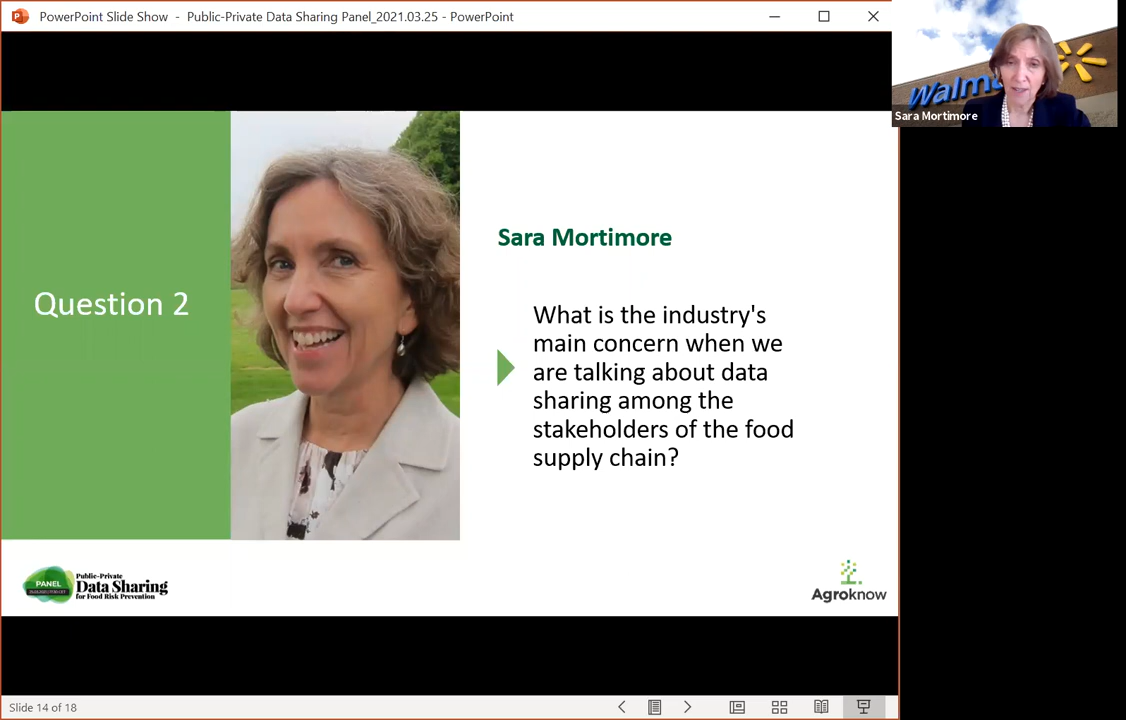 PowerPoint Slide Show - Public-Private Data Sharing Panel_2021.03.25 - PowerPoint
Walma
Sara Mortimore
Sara Mortimore
Question 2
What is the industry's
main concern when we
are talking about data
sharing among the
stakeholders of the food
supply chain?
PANEL
Public-Private
Data Sharing
for Food Risk Prevention
Agroknow
Slide 14 of 18